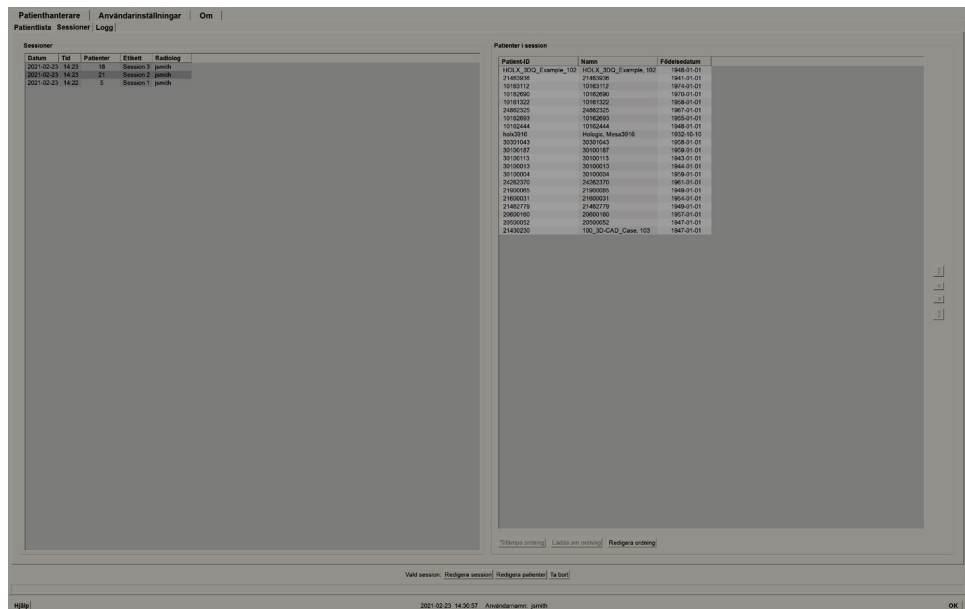 Patienthanterare Användarinställningar Om
Patientlista Sessioner Logg
Sessioner
Datum Tid Patienter Etikett Radiolog
2021-02-23 14:23 18 Session 3 jsmith
2021-02-23 14:23 21 Session 2 jsmith
2021-02-23 14:22 5 Session 1 jsmith
Patienter i session
Patient-ID Namn Födelsedatum
HOLX_3DQ_Example_102 HOLX_3DQ_Example, 102 1948-01-01
21463936 21463936 1941-01-01
10163112 10163112 1974-01-01
10162690 10162690 1970-01-01
10161322 10161322 1958-01-01
24862325 24862325 1967-01-01
10162693 10162693 1955-01-01
10162444 10162444 1946-01-01
holx3916 Hologic, Mesa3916 1932-10-10
30301043 30301043 1938-01-01
30100187 30100187 1959-01-01
30100113 30100113 1943-01-01
30100013 30100013 1944-01-01
30100004 30100004 1959-01-01
24262370 24262370 1961-01-01
21900065 21900065 1949-01-01
21600031 21600031 1954-01-01
21462779 21462779 1949-01-01
20600160 20600160 1957-01-01
20500052 20500052 1947-01-01
21430230 100_3D-CAD_Case, 103 1947-01-01
Tillämpa ordning Ladda om ordning Redigera ordning
Vald session: Redigera session Redigera patienter Ta bort
Hjälp 2021-02-23 14:30:57 Användarnamn: jsmith OK